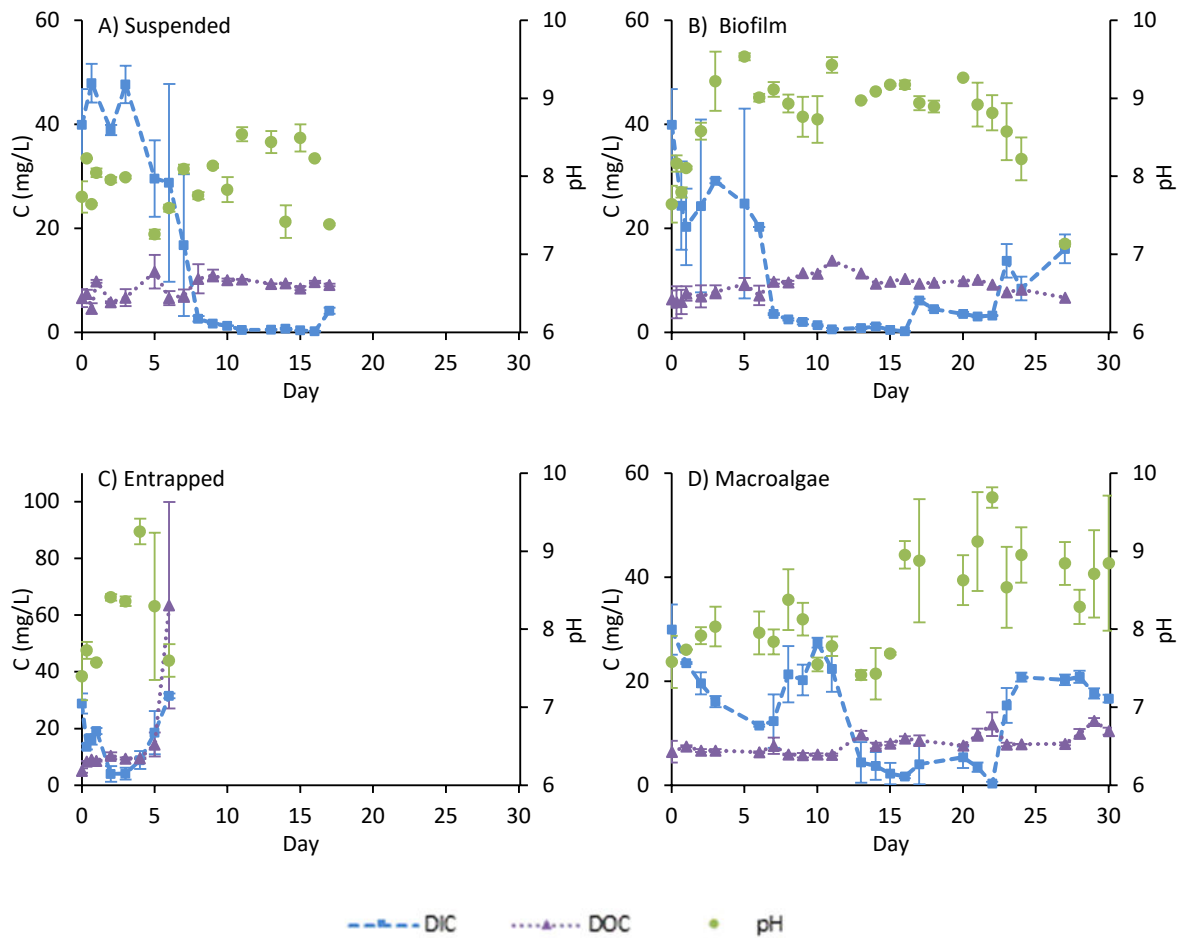 A) Suspended
60
40
20
0
C (mg/L)
10
9
8
7
6
pH
0 5 10 15 20 25 30
Day
B) Biofilm
60
40
20
0
C (mg/L)
10
9
8
7
6
pH
0 5 10 15 20 25 30
Day
C) Entrapped
100
80
60
40
20
0
C (mg/L)
10
9
8
7
6
pH
0 5 10 15 20 25 30
Day
D) Macroalgae
60
40
20
0
C (mg/L)
10
9
8
7
6
pH
0 5 10 15 20 25 30
Day
DIC DOC pH